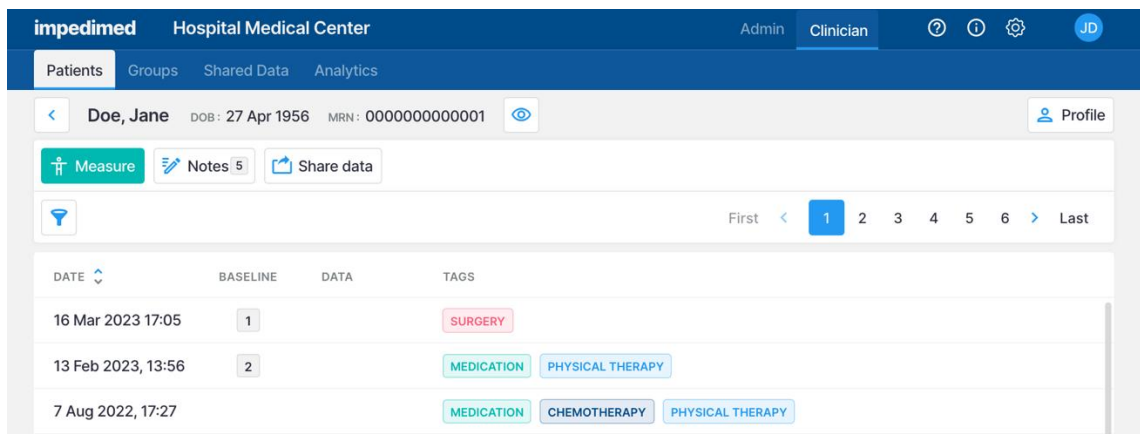 impedimed Hospital Medical Center Admin Clinician JD
Patients Groups Shared Data Analytics
Doe, Jane DOB: 27 Apr 1956 MRN: 0000000000001 Profile
Measure Notes 5 Share data
First 1 2 3 4 5 6 Last
DATE BASELINE DATA TAGS
16 Mar 2023 17:05 1 SURGERY
13 Feb 2023, 13:56 2 MEDICATION PHYSICAL THERAPY
7 Aug 2022, 17:27 MEDICATION CHEMOTHERAPY PHYSICAL THERAPY